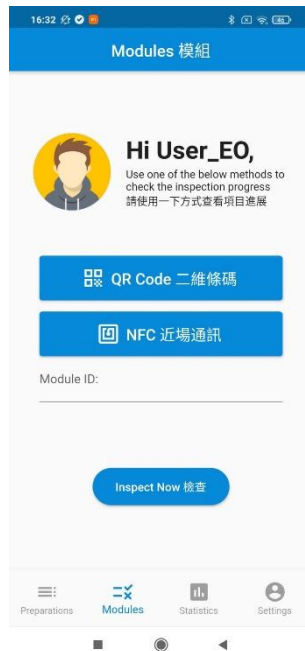 16:32
Modules 模組
Hi User_EO,
Use one of the below methods to
check the inspection progress
請使用一下方式查看項目進展
QR Code 二維條碼
NFC 近場通訊
Module ID:
Inspect Now 檢查
Preparations Modules Statistics Settings